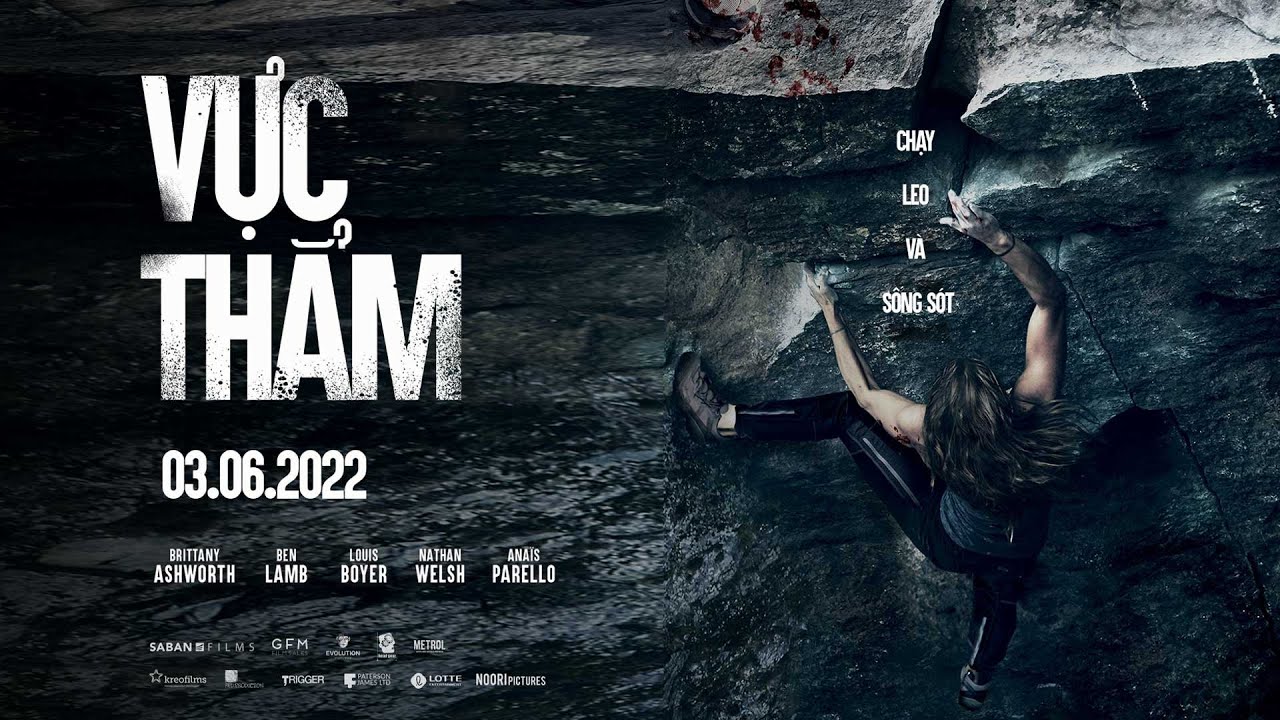 VỰC
THẲM
03.06.2022
BRITTANY ASHWORTH
BEN LAMB
LOUIS BOYER
NATHAN WELSH
ANAÏS PARELLO
SABAN FILMS GFM EVOLUTION METROL
kreofilms TRIGGER PATERSON JAMES LTD LOTTE ENTERTAINMENT NOORI PICTURES
CHẠY
LEO
VÀ
SỐNG SÓT